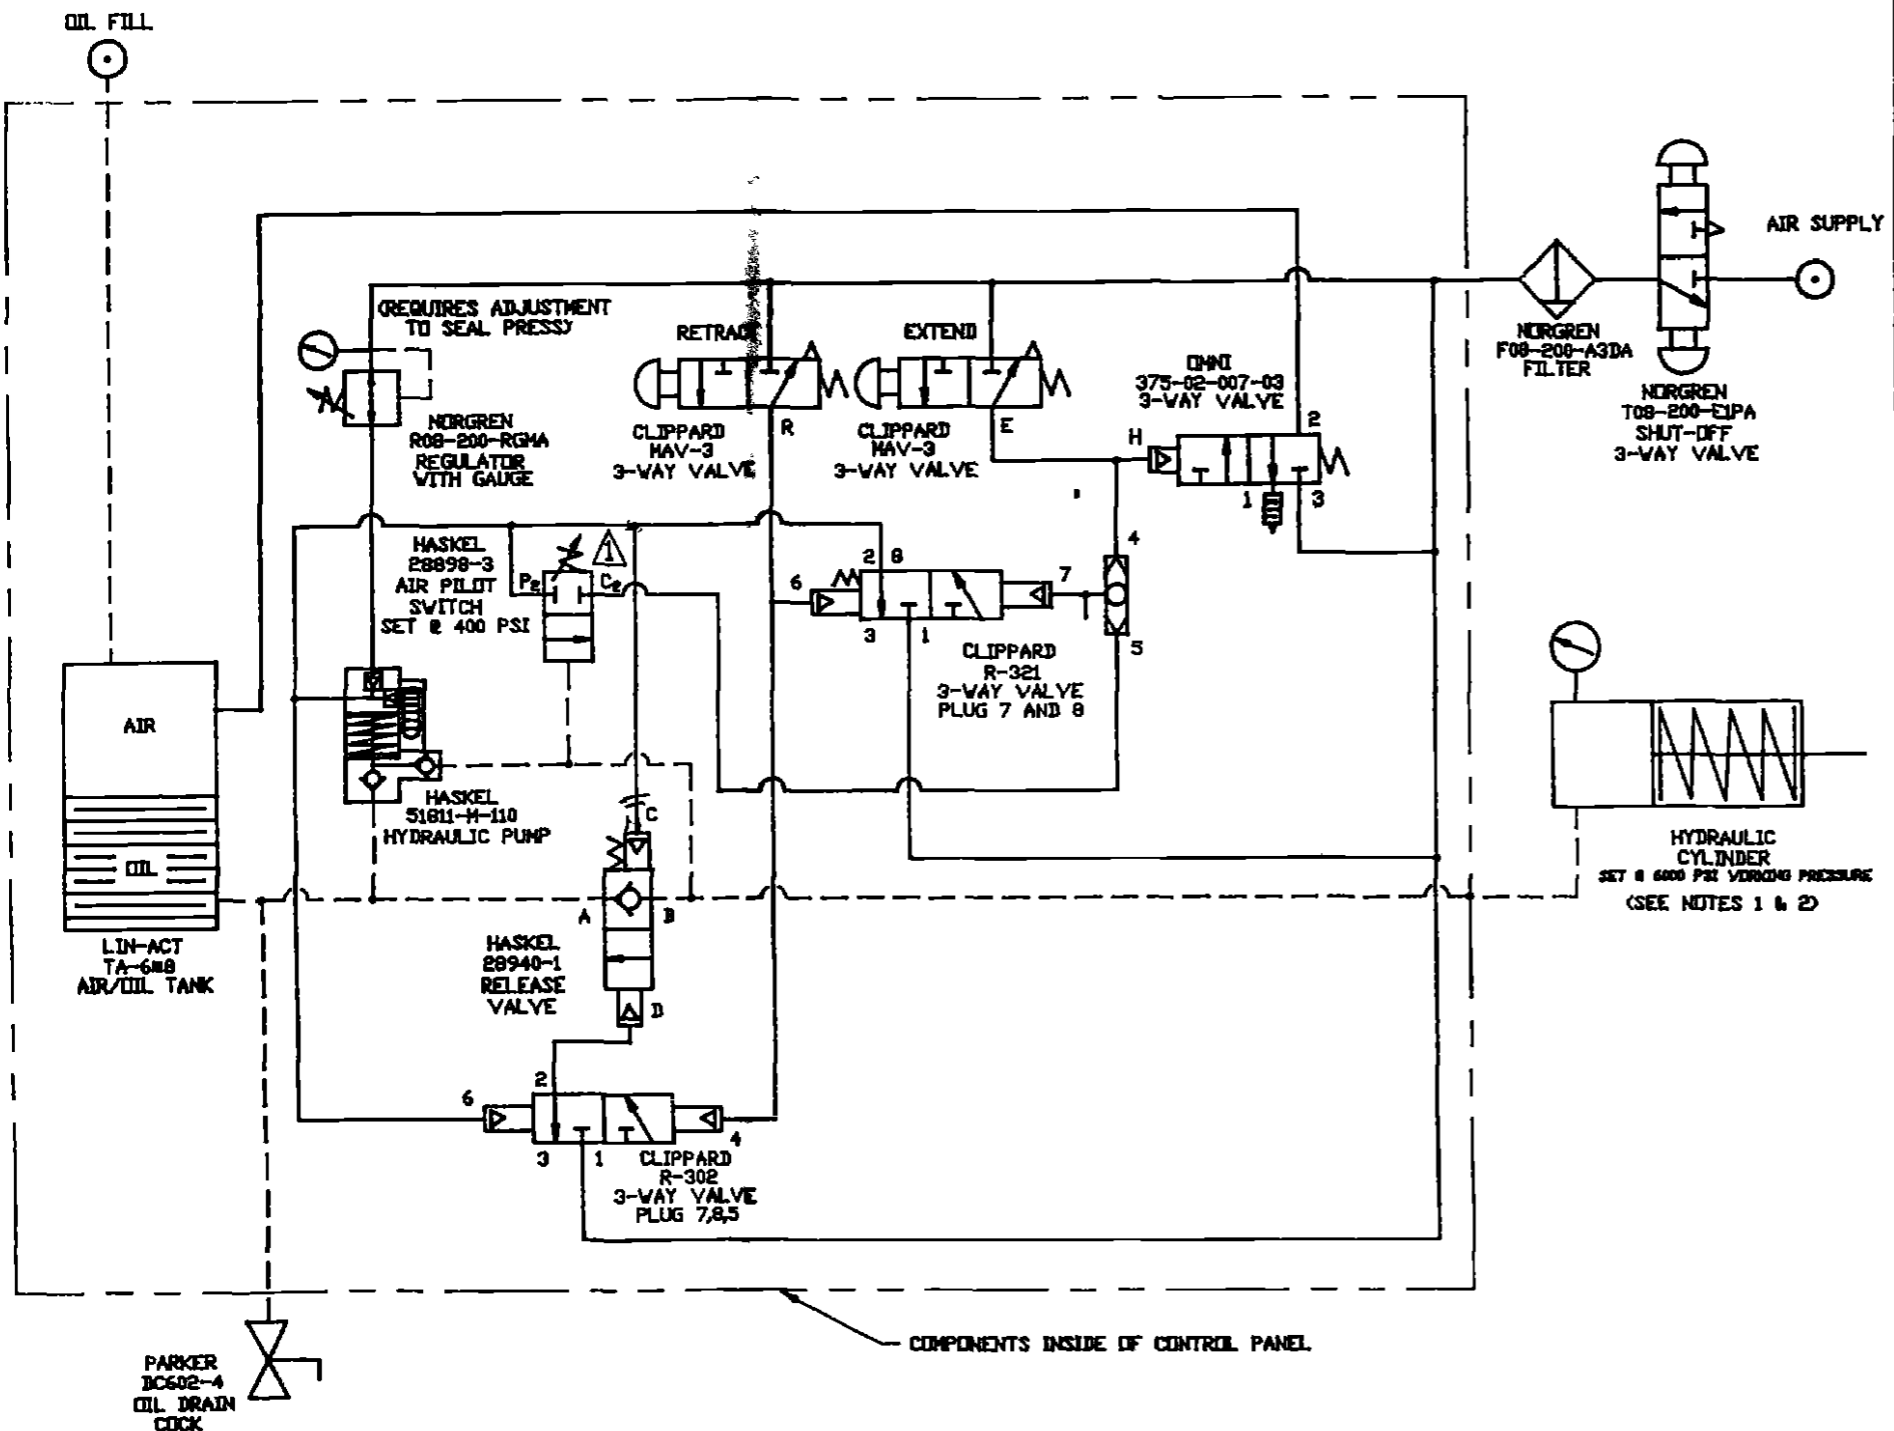 OIL FILL
AIR SUPPLY
(REQUIRES ADJUSTMENT
TO SEAL PRESS)
RETRACT
EXTEND
OMNI
375-02-007-03
3-WAY VALVE
NORGREN
F08-200-A3DA
FILTER
NORGREN
T08-200-E1PA
SHUT-OFF
3-WAY VALVE
NORGREN
R08-200-RGMA
REGULATOR
WITH GAUGE
CLIPPARD
MAV-3
3-WAY VALVE
R
CLIPPARD
MAV-3
3-WAY VALVE
E
H
2
1
3
HASKEL
28898-3
AIR PILOT
SWITCH
SET @ 400 PSI
1
P2
C2
2 8
6
7
3
1
4
5
CLIPPARD
R-321
3-WAY VALVE
PLUG 7 AND 8
AIR
OIL
LIN-ACT
AIR/OIL TANK
HASKEL
51811-M-110
HYDRAULIC PUMP
C
A
B
D
HASKEL
28940-1
RELEASE
VALVE
HYDRAULIC
CYLINDER
SET @ 6000 PSI WORKING PRESSURE
(SEE NOTES 1 & 2)
2
6
3
1
4
CLIPPARD
R-302
3-WAY VALVE
PLUG 7,8,5
COMPONENTS INSIDE OF CONTROL PANEL
PARKER
DC602-4
OIL DRAIN
COCK